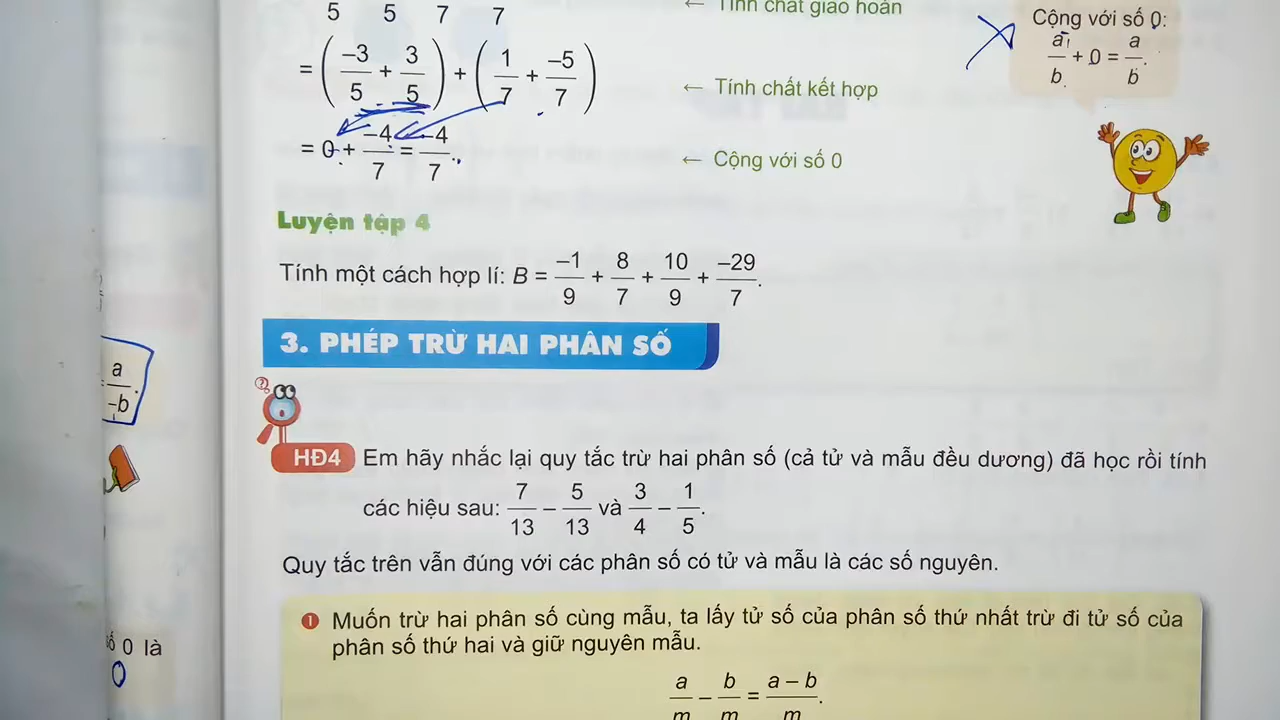 5 5 7 7
← Tính chất giao hoán
Cộng với số 0:
a/b + 0 = a/b.
= (–3/5 + 3/5) + (1/7 + –5/7)
← Tính chất kết hợp
= 0 + –4/7 = –4/7.
← Cộng với số 0
Luyện tập 4
Tính một cách hợp lí: B = –1/9 + 8/7 + 10/9 + –29/7.
3. PHÉP TRỪ HAI PHÂN SỐ
a/-b.
?
HĐ4 Em hãy nhắc lại quy tắc trừ hai phân số (cả tử và mẫu đều dương) đã học rồi tính
các hiệu sau: 7/13 – 5/13 và 3/4 – 1/5.
Quy tắc trên vẫn đúng với các phân số có tử và mẫu là các số nguyên.
1 Muốn trừ hai phân số cùng mẫu, ta lấy tử số của phân số thứ nhất trừ đi tử số của
phân số thứ hai và giữ nguyên mẫu.
số 0 là
0
a/m – b/m = a – b/m.